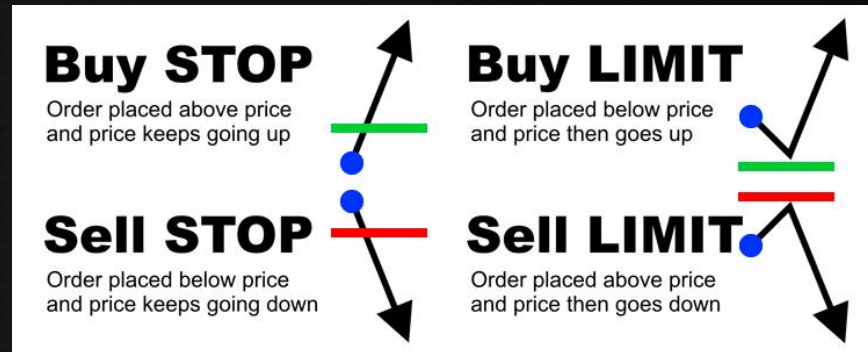 Buy STOP
Order placed above price
and price keeps going up
Buy LIMIT
Order placed below price
and price then goes up
Sell STOP
Order placed below price
and price keeps going down
Sell LIMIT
Order placed above price
and price then goes down